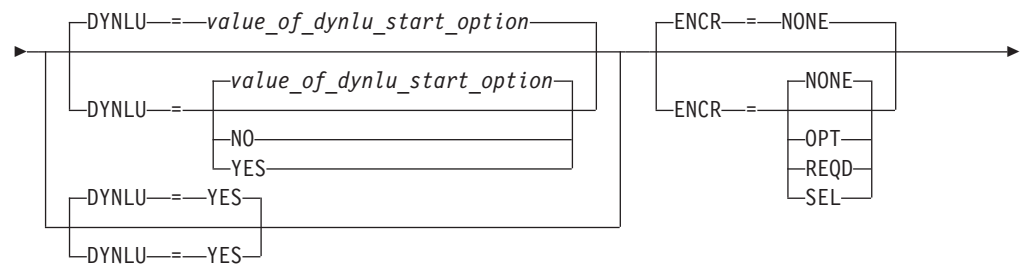 DYNLU = value_of_dynlu_start_option ENCR = NONE
value_of_dynlu_start_option NONE
DYNLU = ENCR =
NO OPT
YES REQD
DYNLU = YES SEL
DYNLU = YES